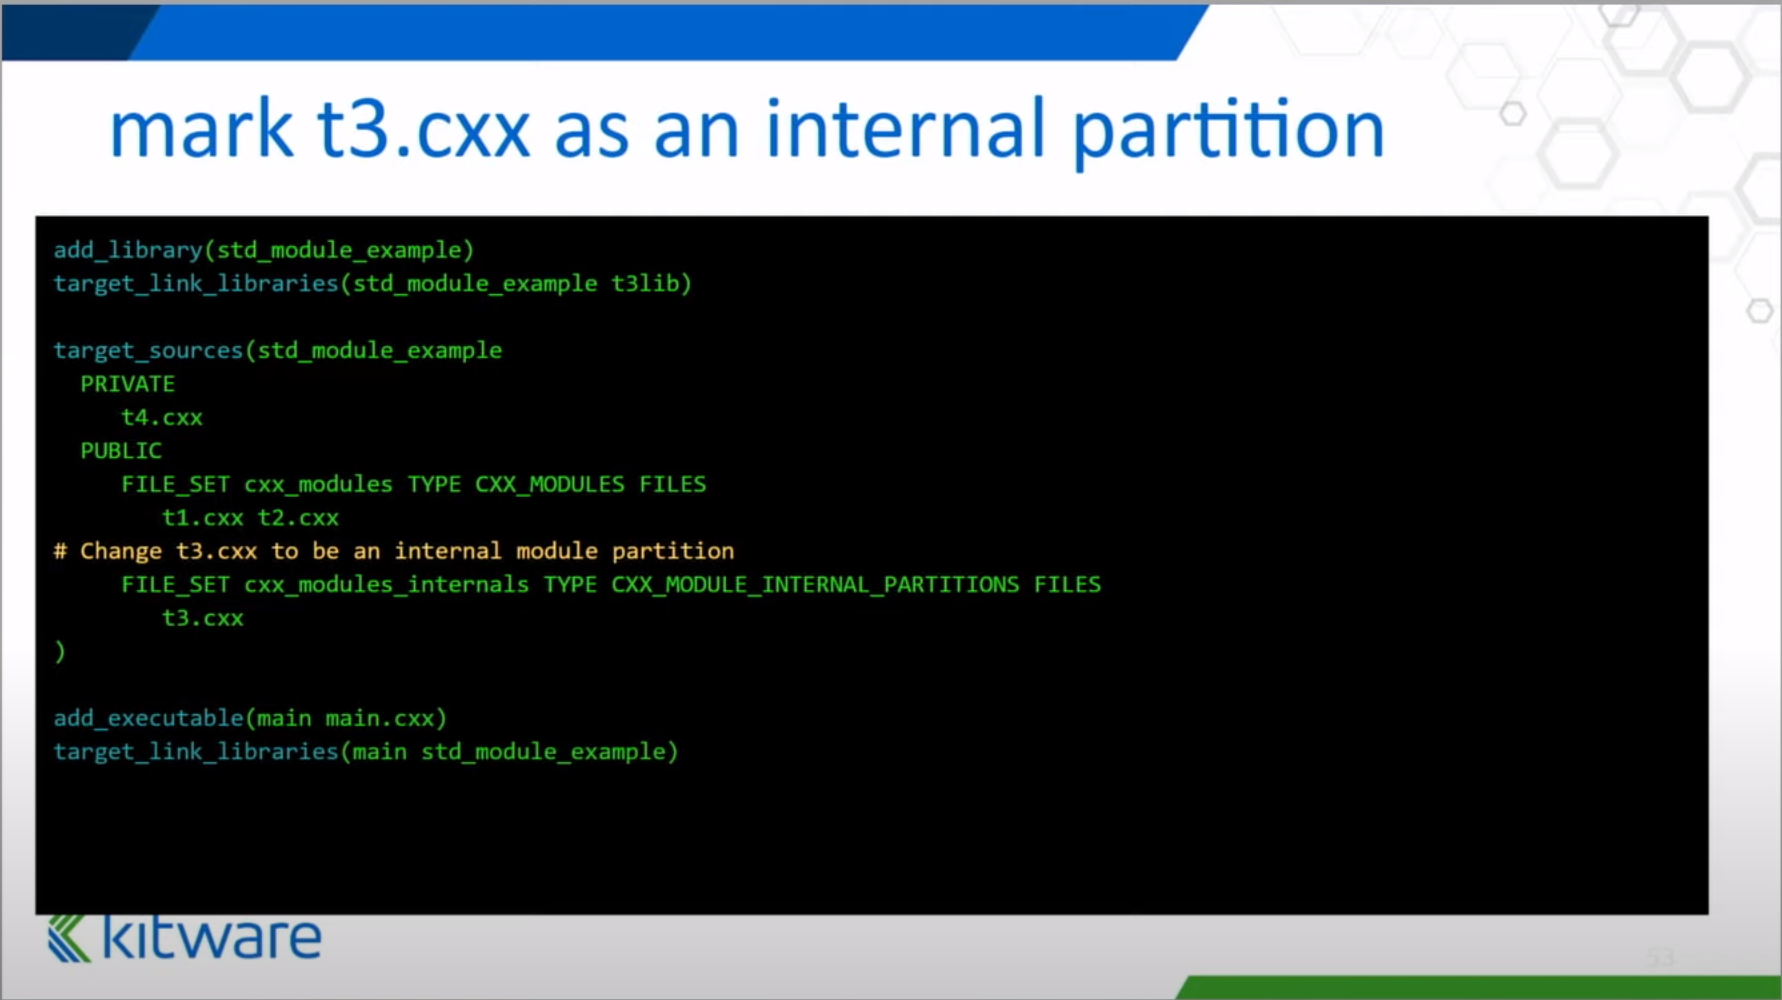 mark t3.cxx as an internal partition
add_library(std_module_example)
target_link_libraries(std_module_example t3lib)
target_sources(std_module_example
PRIVATE
t4.cxx
PUBLIC
FILE_SET cxx_modules TYPE CXX_MODULES FILES
t1.cxx t2.cxx
# Change t3.cxx to be an internal module partition
FILE_SET cxx_modules_internals TYPE CXX_MODULE_INTERNAL_PARTITIONS FILES
t3.cxx
)
add_executable(main main.cxx)
target_link_libraries(main std_module_example)
kitware
53